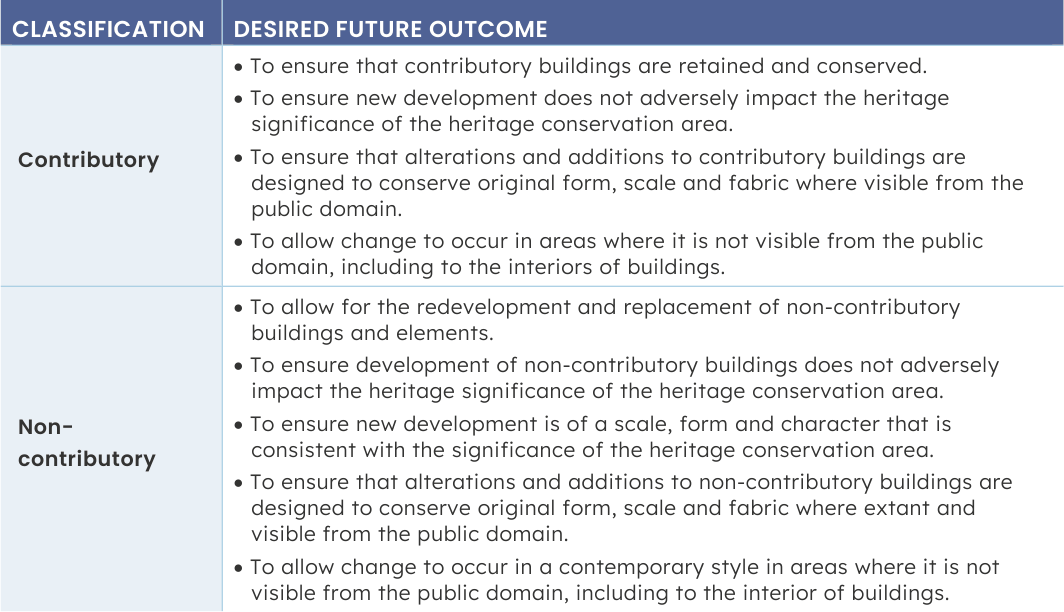 CLASSIFICATION
DESIRED FUTURE OUTCOME
Contributory
• To ensure that contributory buildings are retained and conserved.
• To ensure new development does not adversely impact the heritage
significance of the heritage conservation area.
• To ensure that alterations and additions to contributory buildings are
designed to conserve original form, scale and fabric where visible from the
public domain.
• To allow change to occur in areas where it is not visible from the public
domain, including to the interiors of buildings.
Non-
contributory
• To allow for the redevelopment and replacement of non-contributory
buildings and elements.
• To ensure development of non-contributory buildings does not adversely
impact the heritage significance of the heritage conservation area.
• To ensure new development is of a scale, form and character that is
consistent with the significance of the heritage conservation area.
• To ensure that alterations and additions to non-contributory buildings are
designed to conserve original form, scale and fabric where extant and
visible from the public domain.
• To allow change to occur in a contemporary style in areas where it is not
visible from the public domain, including to the interior of buildings.